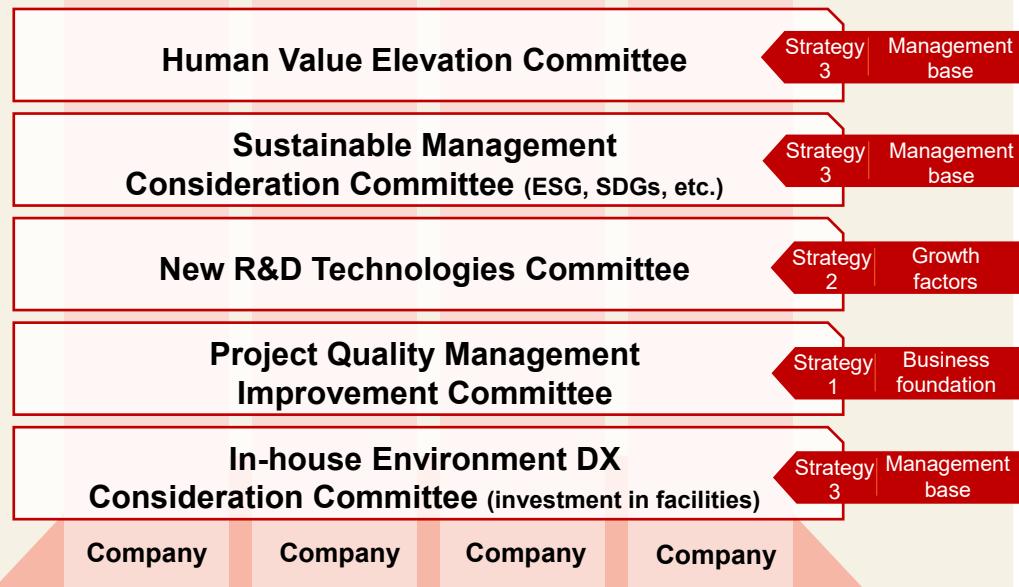 Human Value Elevation Committee
Strategy
3
Management
base
Sustainable Management
Consideration Committee (ESG, SDGs, etc.)
Strategy
3
Management
base
New R&D Technologies Committee
Strategy
2
Growth
factors
Project Quality Management
Improvement Committee
Strategy
1
Business
foundation
In-house Environment DX
Consideration Committee (investment in facilities)
Strategy
3
Management
base
Company Company Company Company